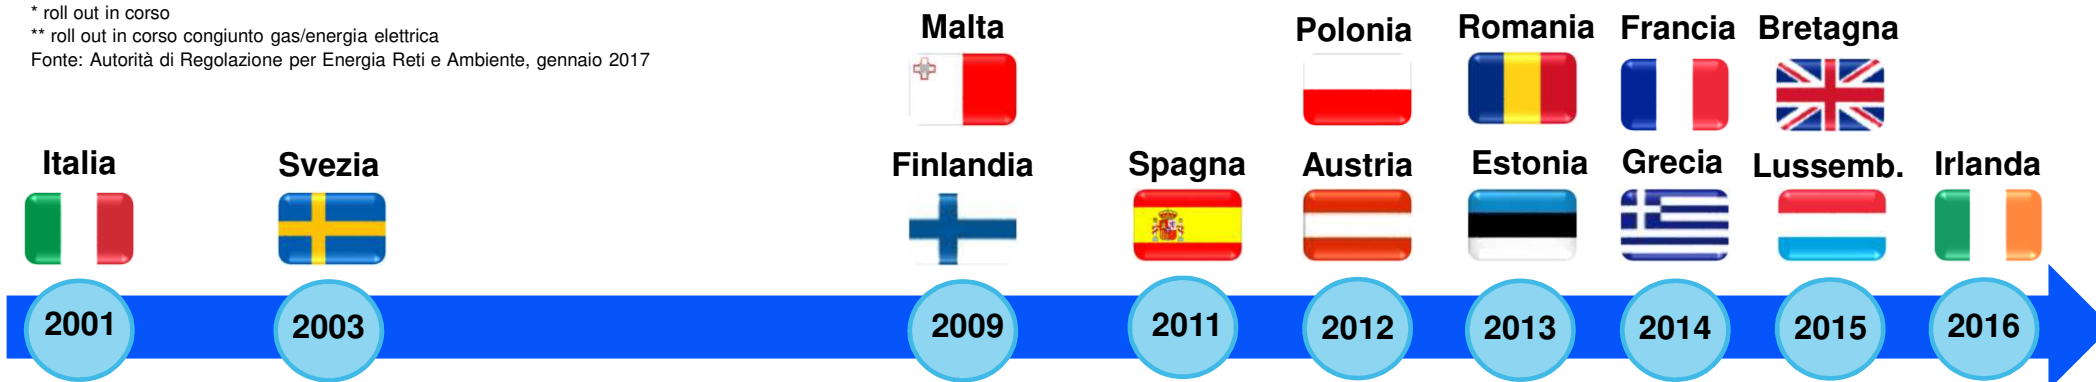 * roll out in corso
** roll out in corso congiunto gas/energia elettrica
Fonte: Autorità di Regolazione per Energia Reti e Ambiente, gennaio 2017
Malta Polonia Romania Francia Bretagna
Italia Svezia Finlandia Spagna Austria Estonia Grecia Lussemb. Irlanda
2001 2003 2009 2011 2012 2013 2014 2015 2016